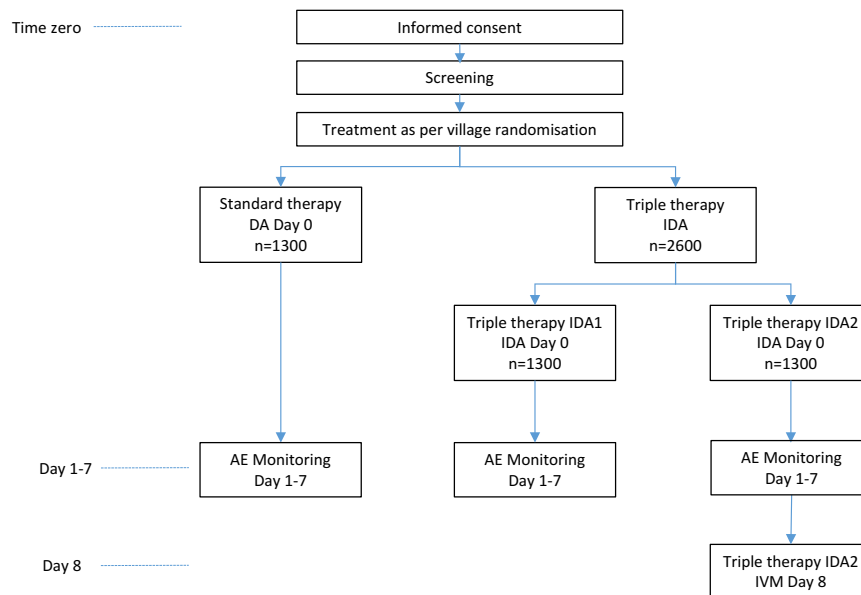 Time zero
Informed consent
Screening
Treatment as per village randomisation
Standard therapy
DA Day 0
n=1300
Triple therapy
IDA
n=2600
Triple therapy IDA1
IDA Day 0
n=1300
Triple therapy IDA2
IDA Day 0
n=1300
Day 1-7
AE Monitoring
Day 1-7
AE Monitoring
Day 1-7
AE Monitoring
Day 1-7
Day 8
Triple therapy IDA2
IVM Day 8